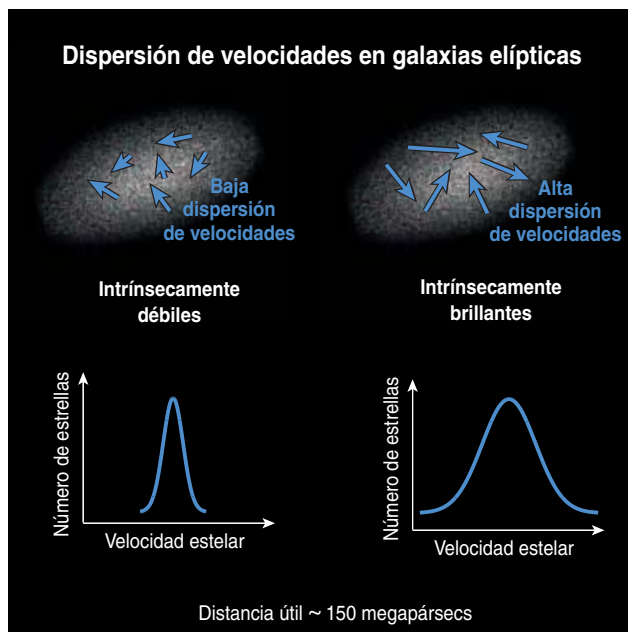 Dispersión de velocidades en galaxias elípticas
Baja
dispersión
de velocidades
Alta
dispersión
de velocidades
Intrínsecamente
débiles
Intrínsecamente
brillantes
Número de estrellas
Velocidad estelar
Número de estrellas
Velocidad estelar
Distancia útil ~ 150 megapársecs